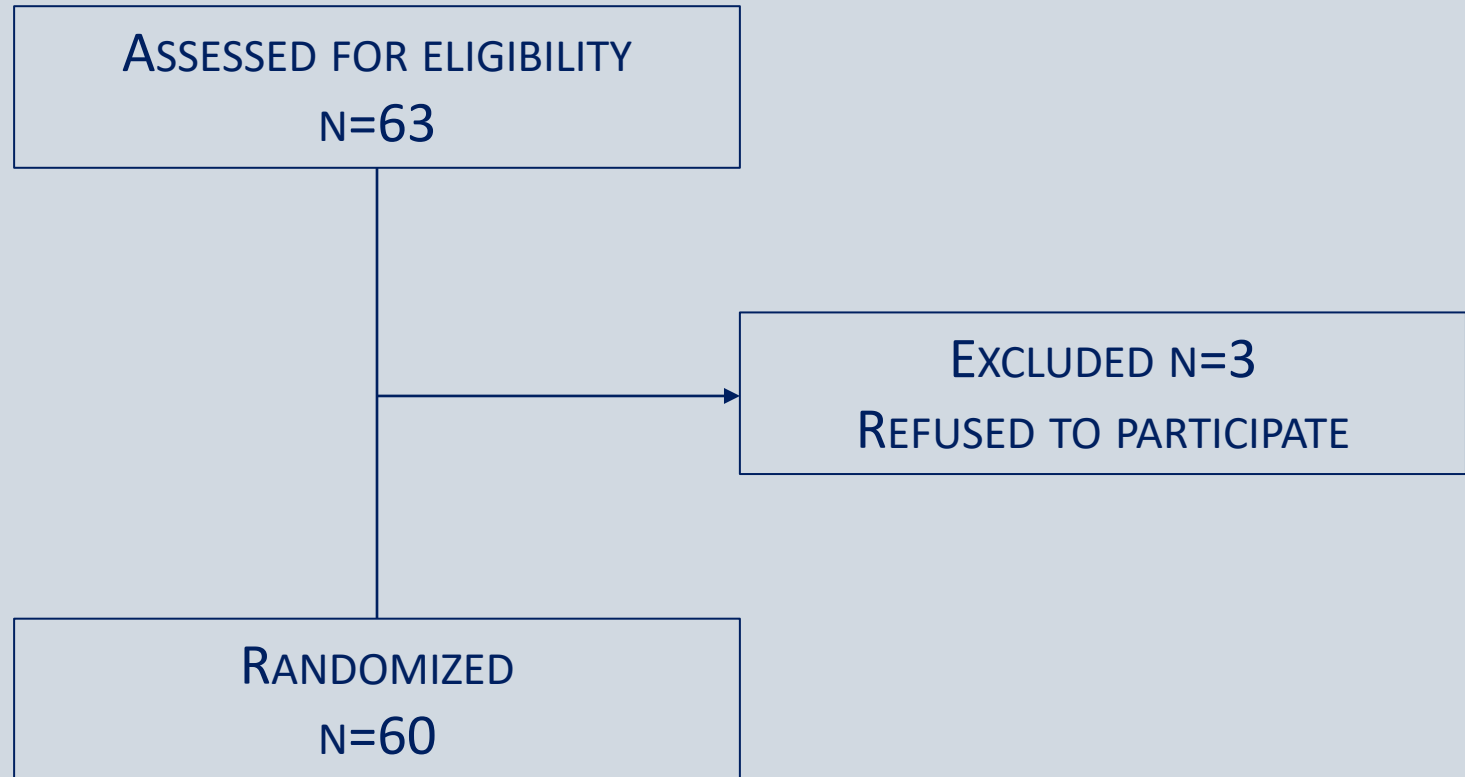 Assessed for eligibility
n=63
Excluded n=3
Refused to participate
Randomized
n=60